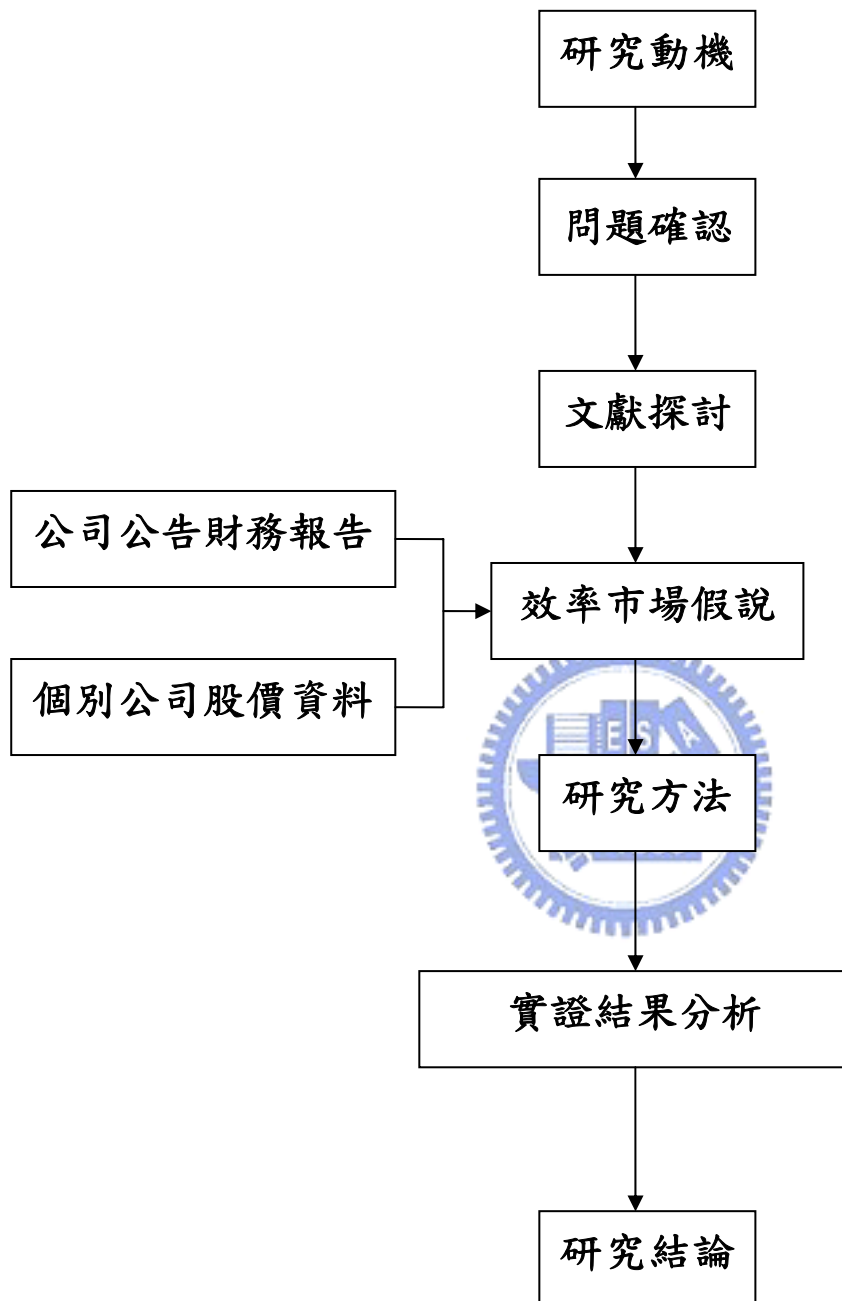 研究動機
問題確認
文獻探討
公司公告財務報告
效率市場假說
個別公司股價資料
E S A
研究方法
實證結果分析
研究結論